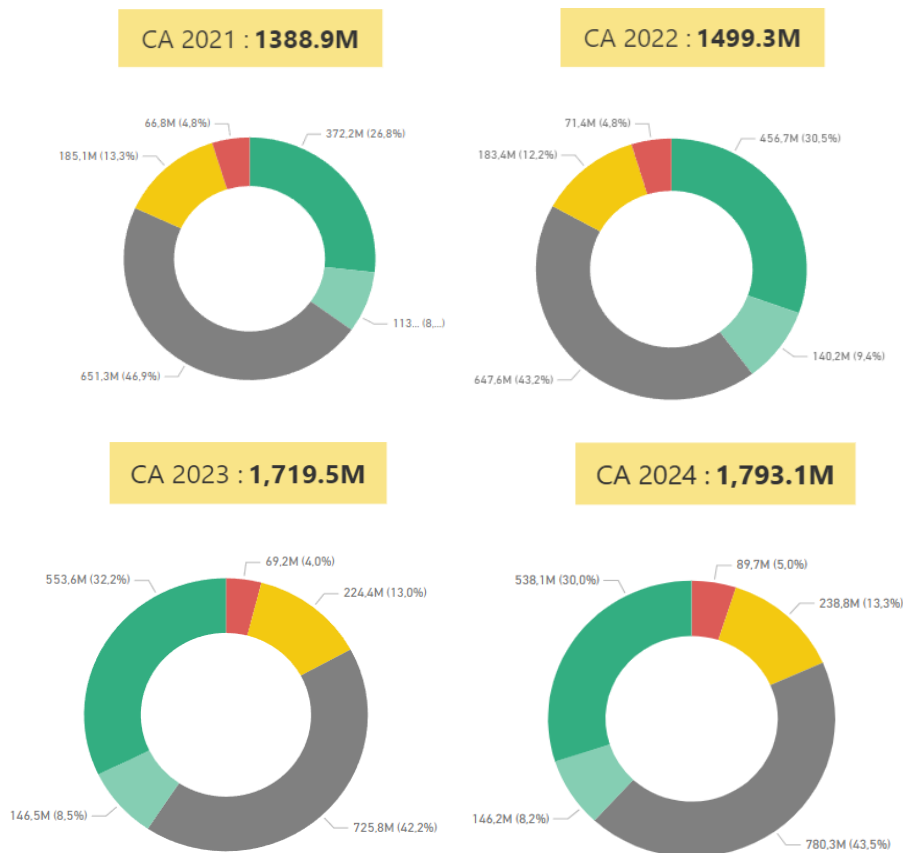 CA 2021 : 1388.9M
CA 2022 : 1499.3M
66,8M (4,8%)
372,2M (26,8%)
185,1M (13,3%)
113... (8,...)
651,3M (46,9%)
71,4M (4,8%)
456,7M (30,5%)
183,4M (12,2%)
140,2M (9,4%)
647,6M (43,2%)
CA 2023 : 1,719.5M
CA 2024 : 1,793.1M
69,2M (4,0%)
553,6M (32,2%)
224,4M (13,0%)
146,5M (8,5%)
725,8M (42,2%)
89,7M (5,0%)
538,1M (30,0%)
238,8M (13,3%)
146,2M (8,2%)
780,3M (43,5%)